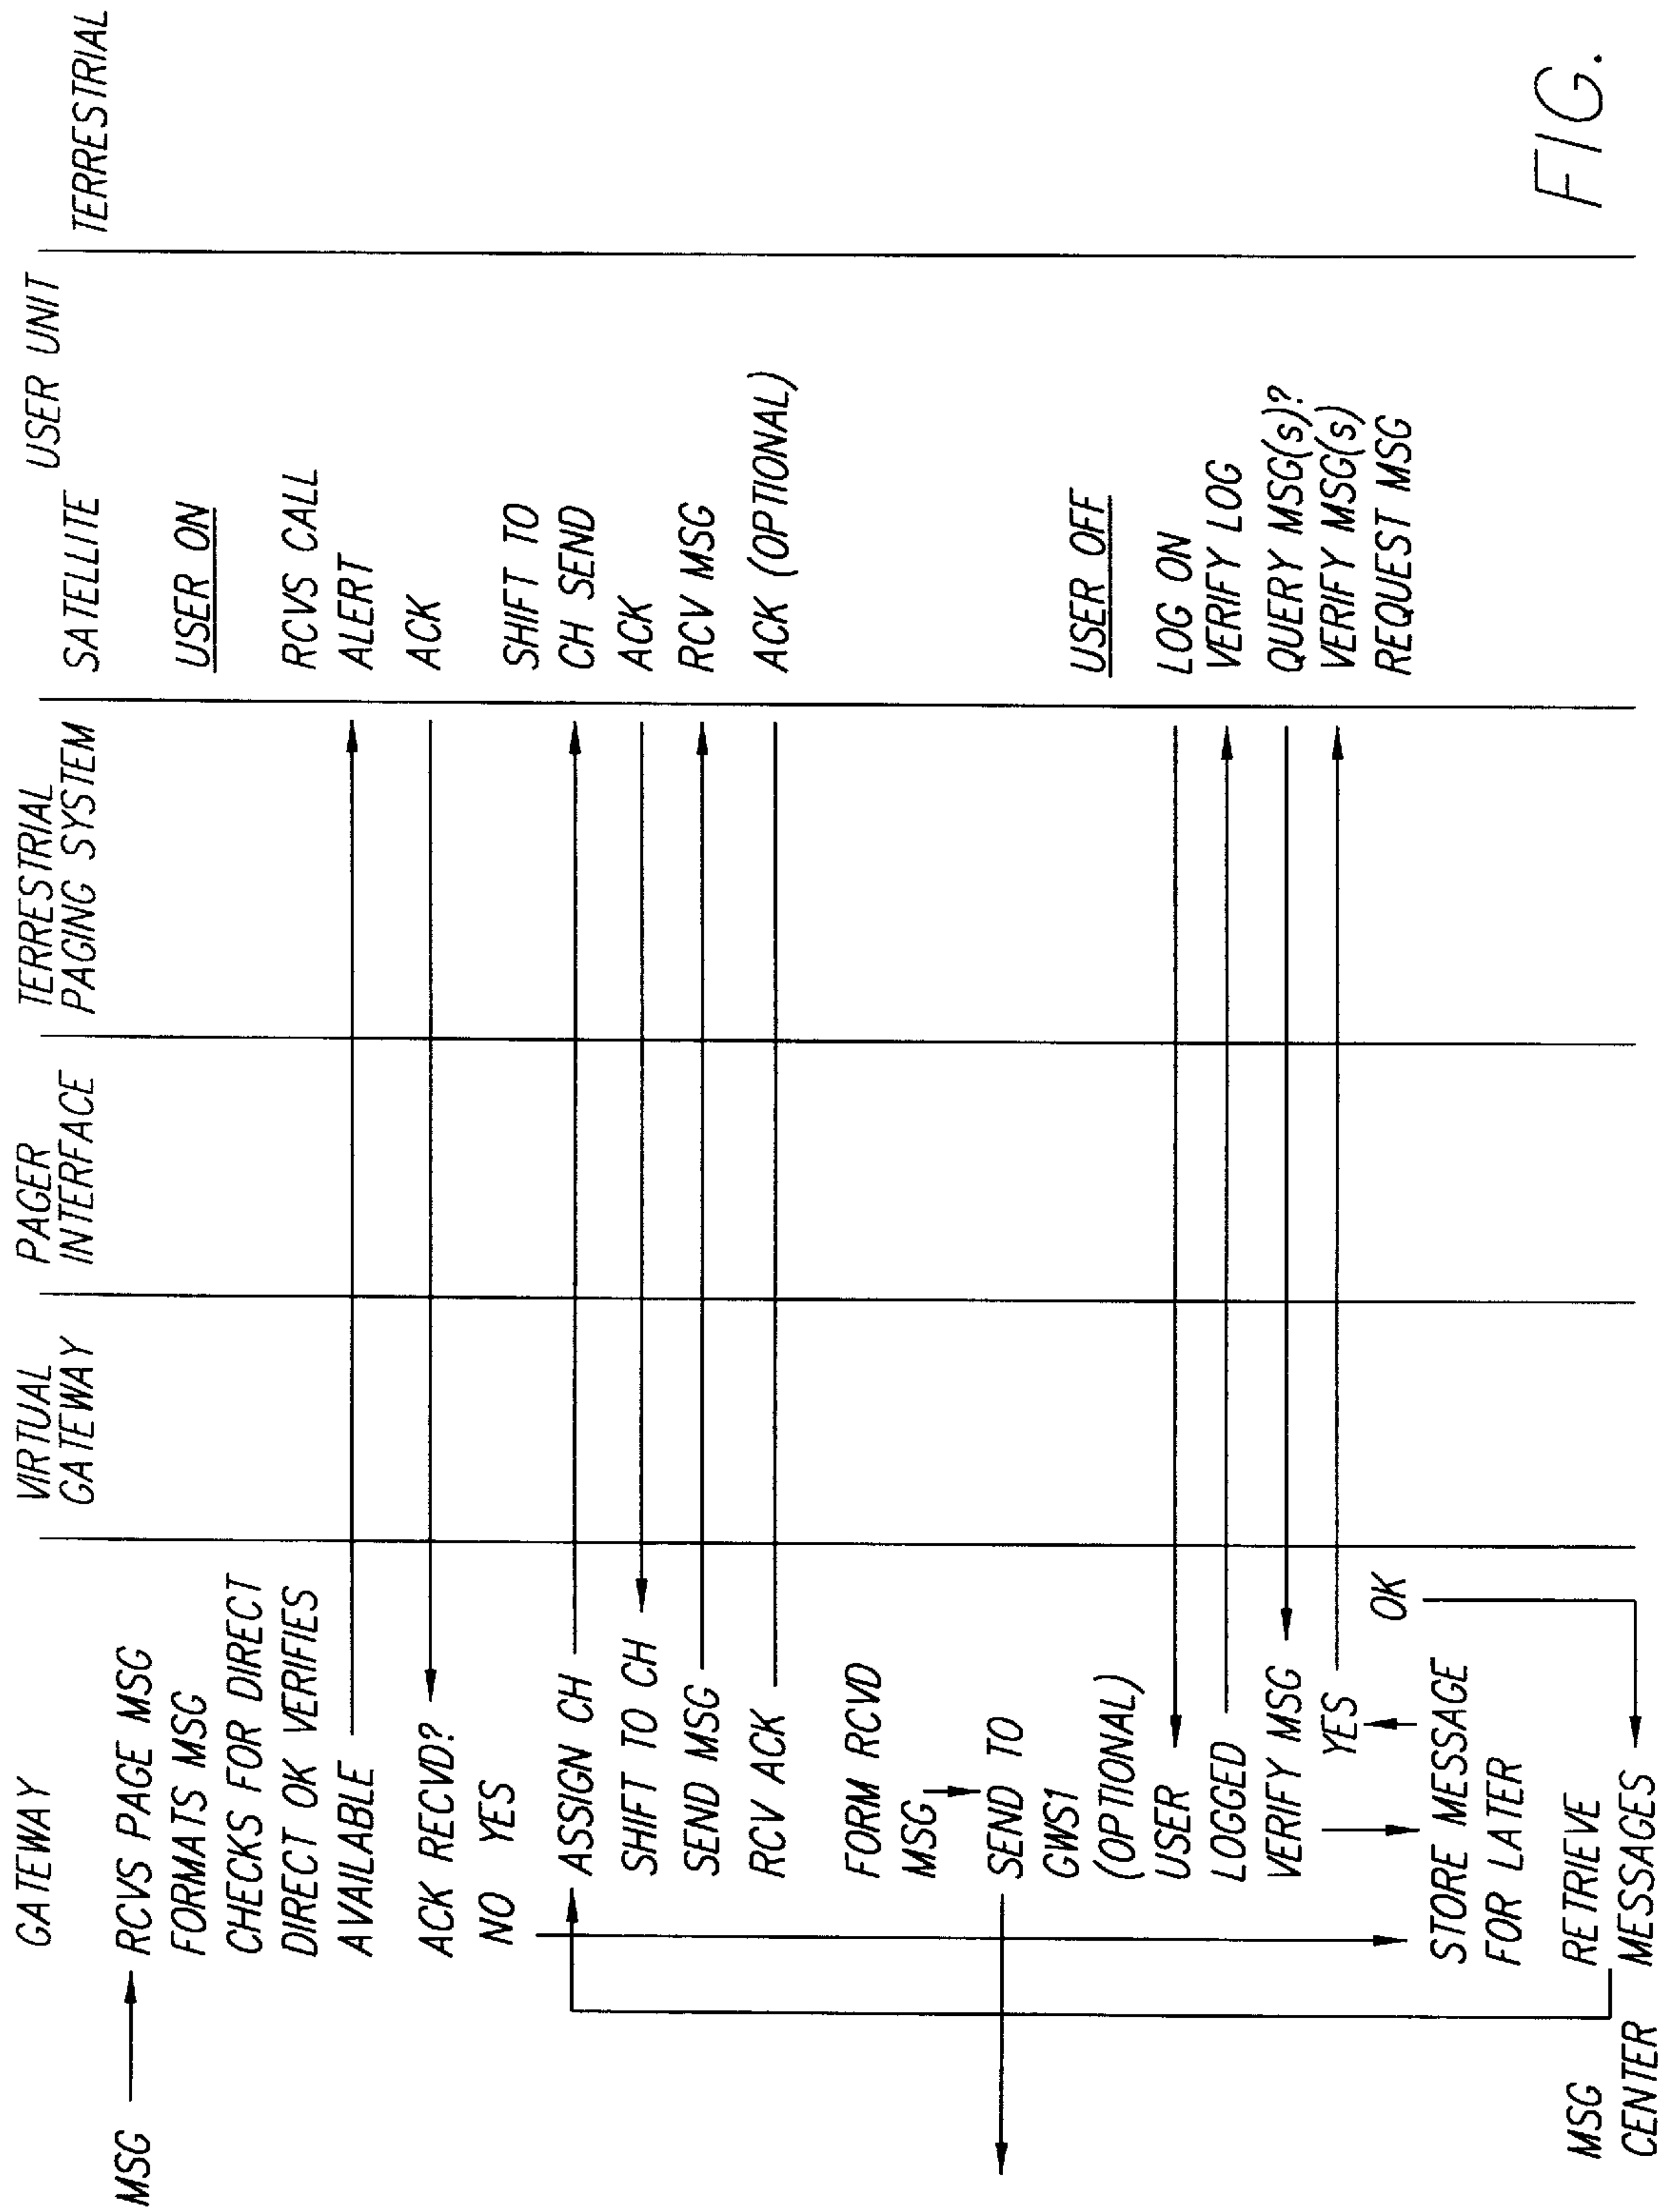 GATEWAY
VIRTUAL
GATEWAY
PAGER
INTERFACE
TERRESTRIAL
PAGING SYSTEM
USER UNIT
SATELLITE
TERRESTRIAL
MSG
RCVS PAGE MSG
FORMATS MSG
CHECKS FOR DIRECT
DIRECT OK VERIFIES
AVAILABLE
ACK RECVD?
NO YES
ASSIGN CH
SHIFT TO CH
SEND MSG
RCV ACK
FORM RCVD
MSG
SEND TO
GWS1
(OPTIONAL)
USER
LOGGED
VERIFY MSG
YES
OK
STORE MESSAGE
FOR LATER
RETRIEVE
MESSAGES
MSG
CENTER
USER ON
RCVS CALL
ALERT
ACK
SHIFT TO
CH SEND
ACK
RCV MSG
ACK (OPTIONAL)
USER OFF
LOG ON
VERIFY LOG
QUERY MSG(s)?
VERIFY MSG(s)
REQUEST MSG
FIG.